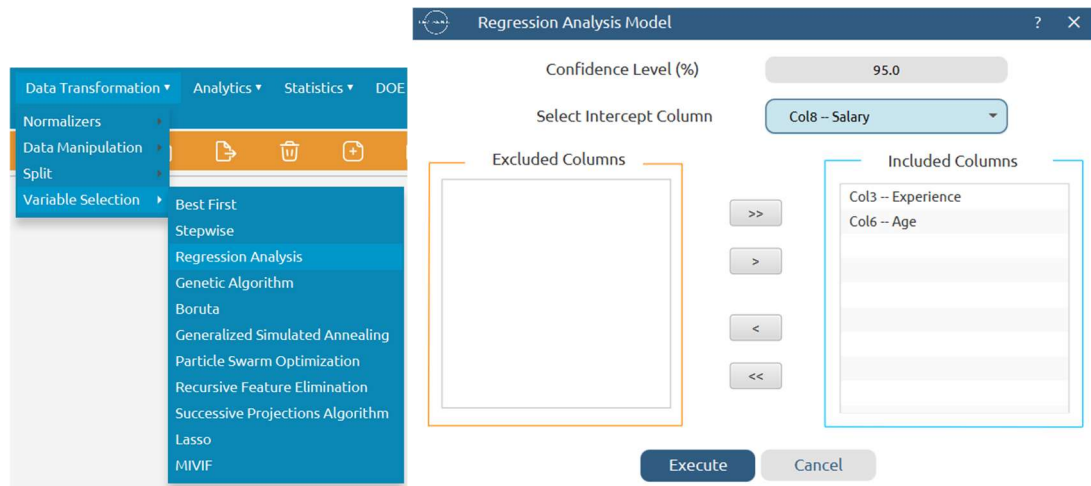 Data Transformation ▾ Analytics ▾ Statistics ▾ DOE
Normalizers
Data Manipulation
Split
Variable Selection
Best First
Stepwise
Regression Analysis
Genetic Algorithm
Boruta
Generalized Simulated Annealing
Particle Swarm Optimization
Recursive Feature Elimination
Successive Projections Algorithm
Lasso
MIVIF
Regression Analysis Model ? ×
Confidence Level (%) 95.0
Select Intercept Column Col8 -- Salary
Excluded Columns
>>
>
<
<<
Included Columns
Col3 -- Experience
Col6 -- Age
Execute Cancel